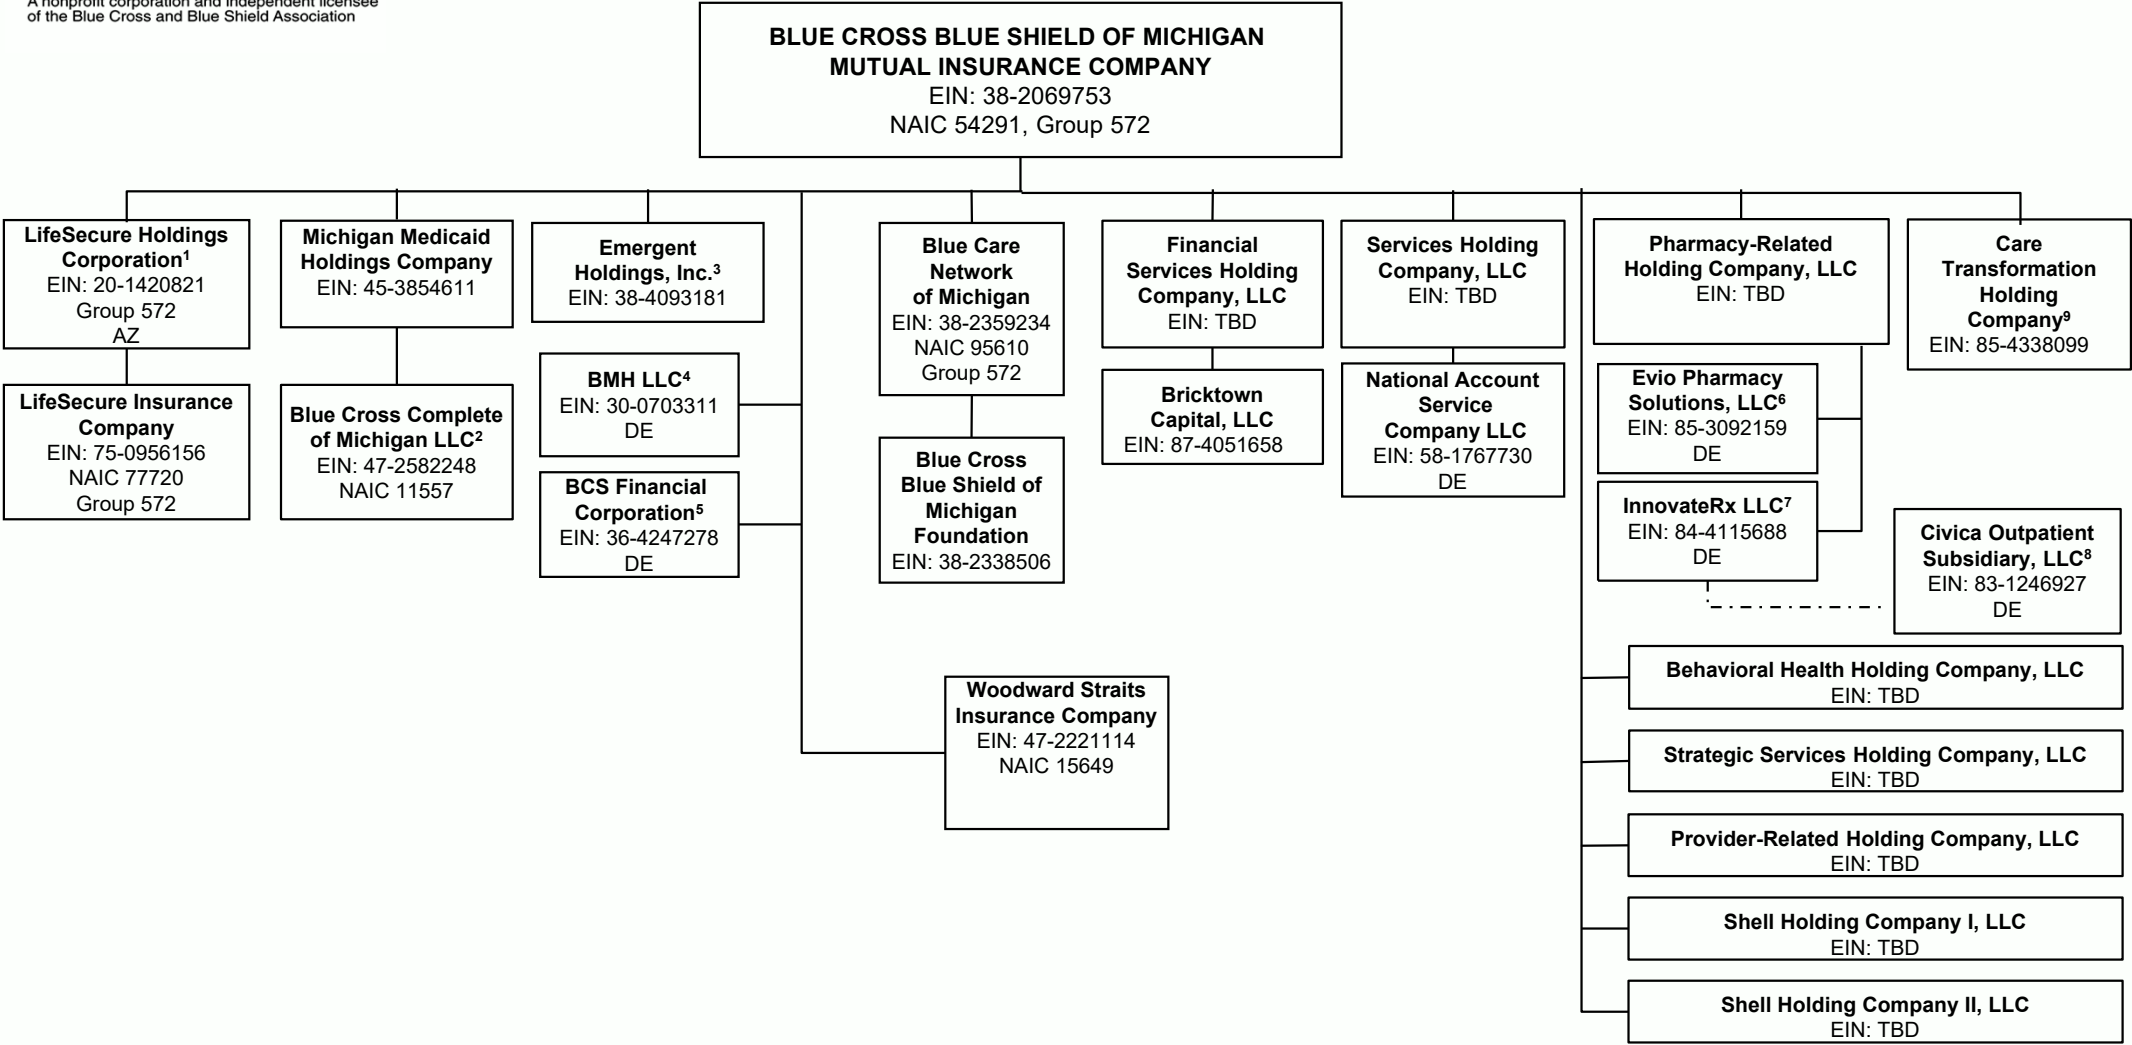 A nonprofit corporation and independent licensee
of the Blue Cross and Blue Shield Association
BLUE CROSS BLUE SHIELD OF MICHIGAN
MUTUAL INSURANCE COMPANY
EIN: 38-2069753
NAIC 54291, Group 572
LifeSecure Holdings
Corporation¹
EIN: 20-1420821
Group 572
AZ
LifeSecure Insurance
Company
EIN: 75-0956156
NAIC 77720
Group 572
Michigan Medicaid
Holdings Company
EIN: 45-3854611
Blue Cross Complete
of Michigan LLC²
EIN: 47-2582248
NAIC 11557
Emergent
Holdings, Inc.³
EIN: 38-4093181
BMH LLC⁴
EIN: 30-0703311
DE
BCS Financial
Corporation⁵
EIN: 36-4247278
DE
Blue Care
Network
of Michigan
EIN: 38-2359234
NAIC 95610
Group 572
Blue Cross
Blue Shield of
Michigan
Foundation
EIN: 38-2338506
Woodward Straits
Insurance Company
EIN: 47-2221114
NAIC 15649
Financial
Services Holding
Company, LLC
EIN: TBD
Bricktown
Capital, LLC
EIN: 87-4051658
Services Holding
Company, LLC
EIN: TBD
National Account
Service
Company LLC
EIN: 58-1767730
DE
Pharmacy-Related
Holding Company, LLC
EIN: TBD
Evio Pharmacy
Solutions, LLC⁶
EIN: 85-3092159
DE
InnovateRx LLC⁷
EIN: 84-4115688
DE
Care
Transformation
Holding
Company⁹
EIN: 85-4338099
Civica Outpatient
Subsidiary, LLC⁸
EIN: 83-1246927
DE
Behavioral Health Holding Company, LLC
EIN: TBD
Strategic Services Holding Company, LLC
EIN: TBD
Provider-Related Holding Company, LLC
EIN: TBD
Shell Holding Company I, LLC
EIN: TBD
Shell Holding Company II, LLC
EIN: TBD